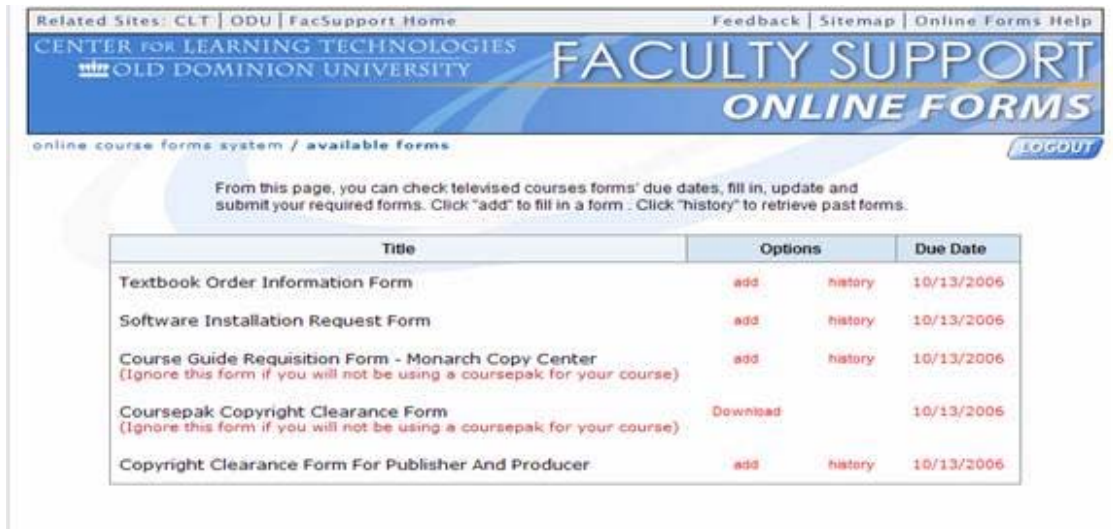 Related Sites: CLT | ODU | FacSupport Home Feedback | Sitemap | Online Forms Help
CENTER FOR LEARNING TECHNOLOGIES
OLD DOMINION UNIVERSITY
FACULTY SUPPORT
ONLINE FORMS
online course forms system / available forms LOGOUT
From this page, you can check televised courses forms' due dates, fill in, update and
submit your required forms. Click "add" to fill in a form . Click "history" to retrieve past forms.
Title Options Due Date
Textbook Order Information Form add history 10/13/2006
Software Installation Request Form add history 10/13/2006
Course Guide Requisition Form - Monarch Copy Center add history 10/13/2006
(Ignore this form if you will not be using a coursepak for your course)
Coursepak Copyright Clearance Form Download 10/13/2006
(Ignore this form if you will not be using a coursepak for your course)
Copyright Clearance Form For Publisher And Producer add history 10/13/2006